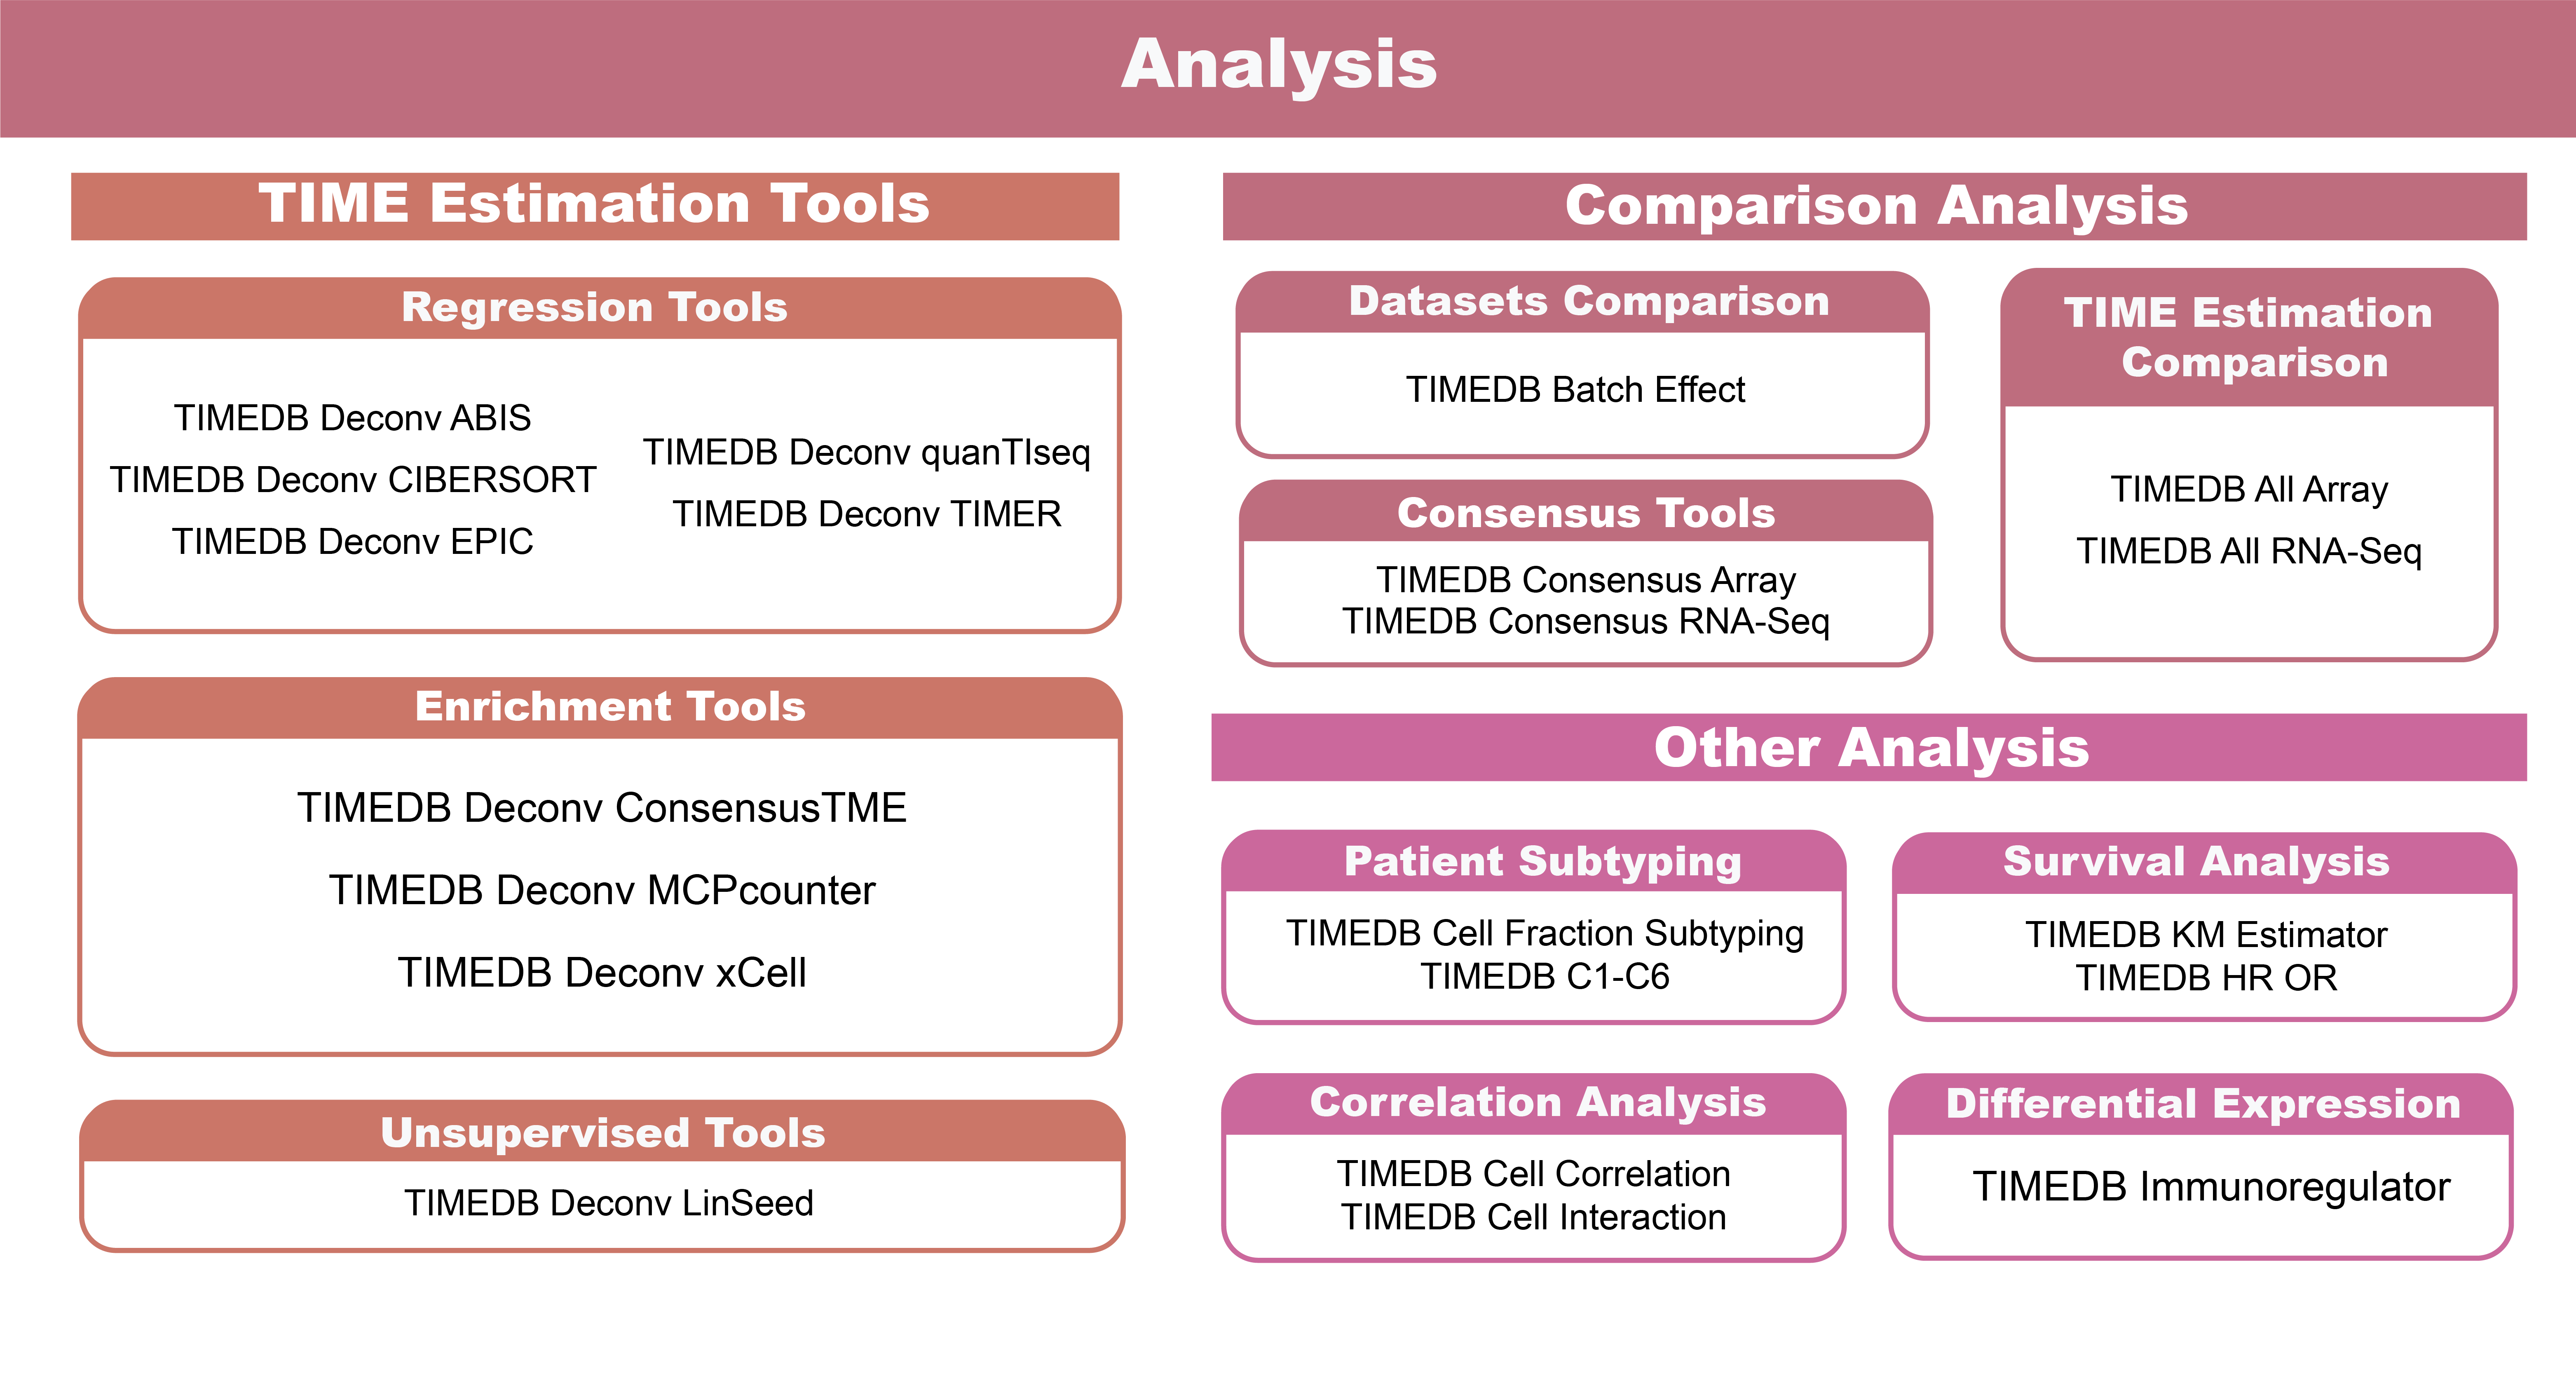 Analysis
TIME Estimation Tools
Regression Tools
TIMEDB Deconv ABIS
TIMEDB Deconv CIBERSORT
TIMEDB Deconv EPIC
TIMEDB Deconv quanTIseq
TIMEDB Deconv TIMER
Enrichment Tools
TIMEDB Deconv ConsensusTME
TIMEDB Deconv MCPcounter
TIMEDB Deconv xCell
Unsupervised Tools
TIMEDB Deconv LinSeed
Comparison Analysis
Datasets Comparison
TIMEDB Batch Effect
Consensus Tools
TIMEDB Consensus Array
TIMEDB Consensus RNA-Seq
TIME Estimation
Comparison
TIMEDB All Array
TIMEDB All RNA-Seq
Other Analysis
Patient Subtyping
TIMEDB Cell Fraction Subtyping
TIMEDB C1-C6
Survival Analysis
TIMEDB KM Estimator
TIMEDB HR OR
Correlation Analysis
TIMEDB Cell Correlation
TIMEDB Cell Interaction
Differential Expression
TIMEDB Immunoregulator